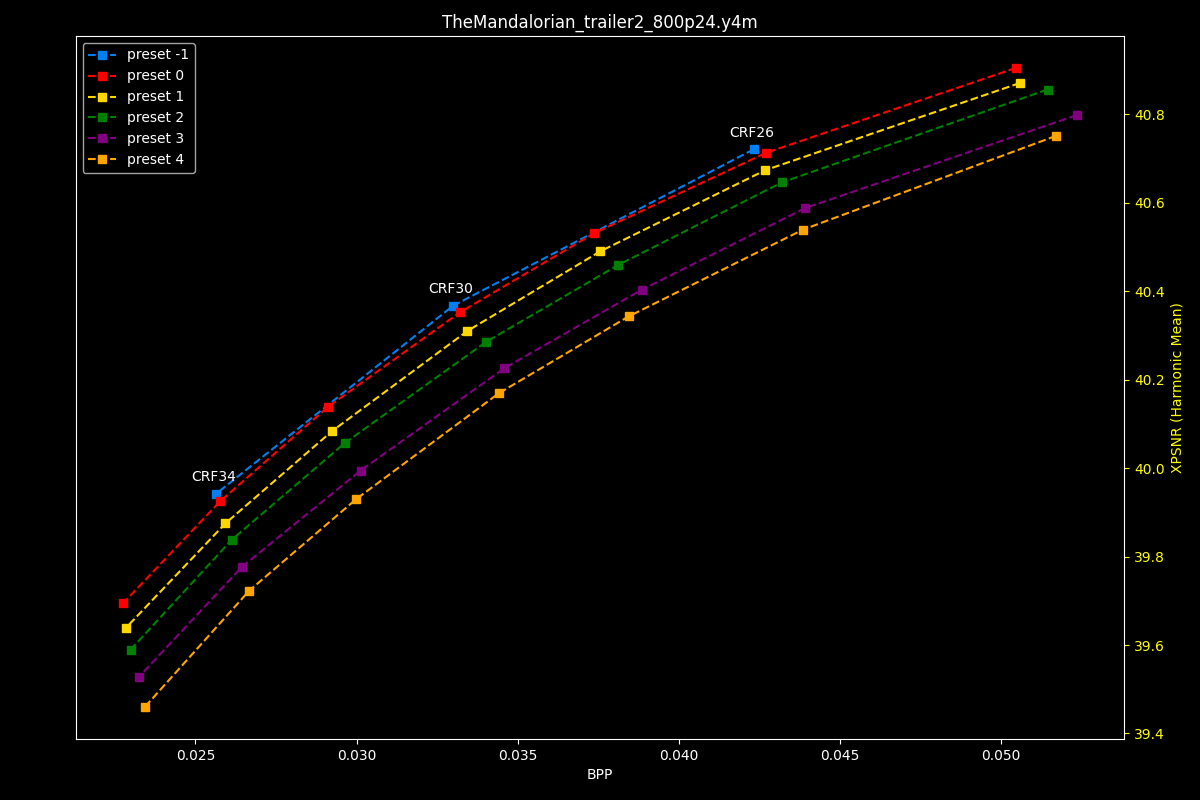 TheMandalorian_trailer2_800p24.y4m
preset -1
preset 0
preset 1
preset 2
preset 3
preset 4
CRF26
CRF30
CRF34
40.8
40.6
40.4
40.2
40.0
39.8
39.6
39.4
XPSNR (Harmonic Mean)
0.025 0.030 0.035 0.040 0.045 0.050
BPP